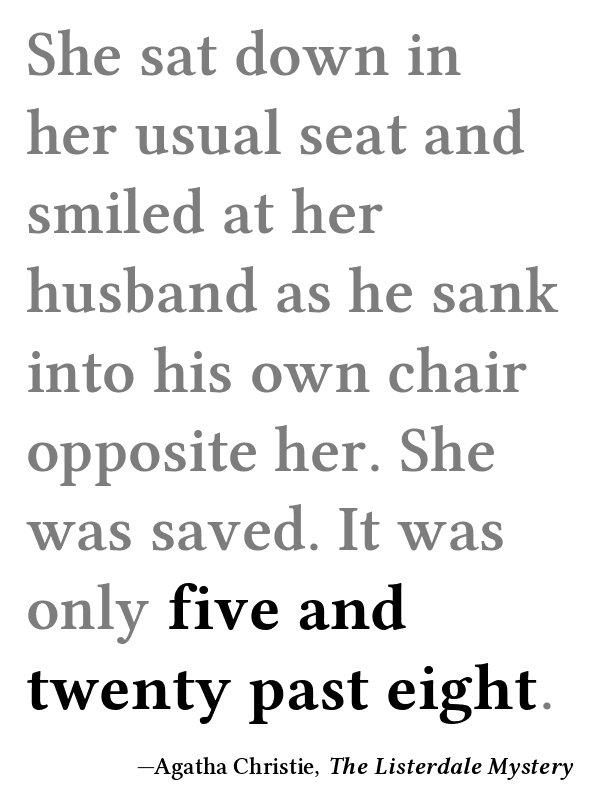 She sat down in
her usual seat and
smiled at her
husband as he sank
into his own chair
opposite her. She
was saved. It was
only five and
twenty past eight.
—Agatha Christie, The Listerdale Mystery